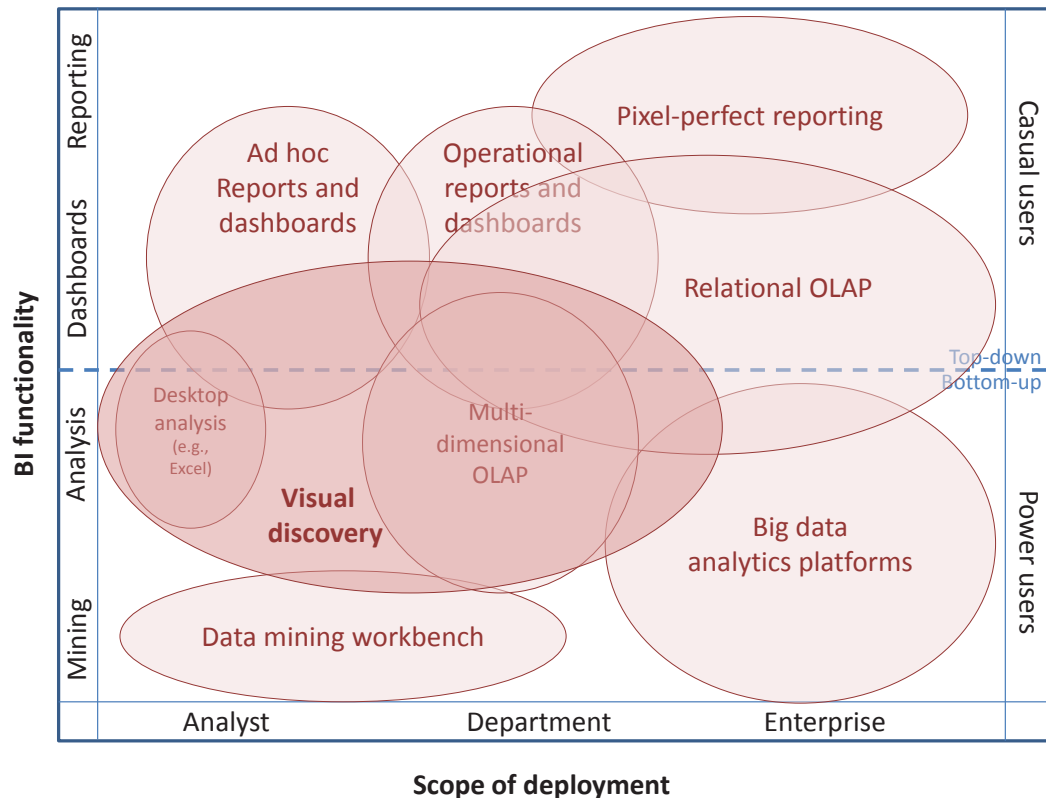 BI functionality
Reporting
Dashboards
Analysis
Mining
Casual users
Power users
Pixel-perfect reporting
Ad hoc
Reports and
dashboards
Operational
reports and
dashboards
Relational OLAP
Top-down
Bottom-up
Desktop
analysis
(e.g.,
Excel)
Multi-
dimensional
OLAP
Visual
discovery
Big data
analytics platforms
Data mining workbench
Analyst
Department
Enterprise
Scope of deployment